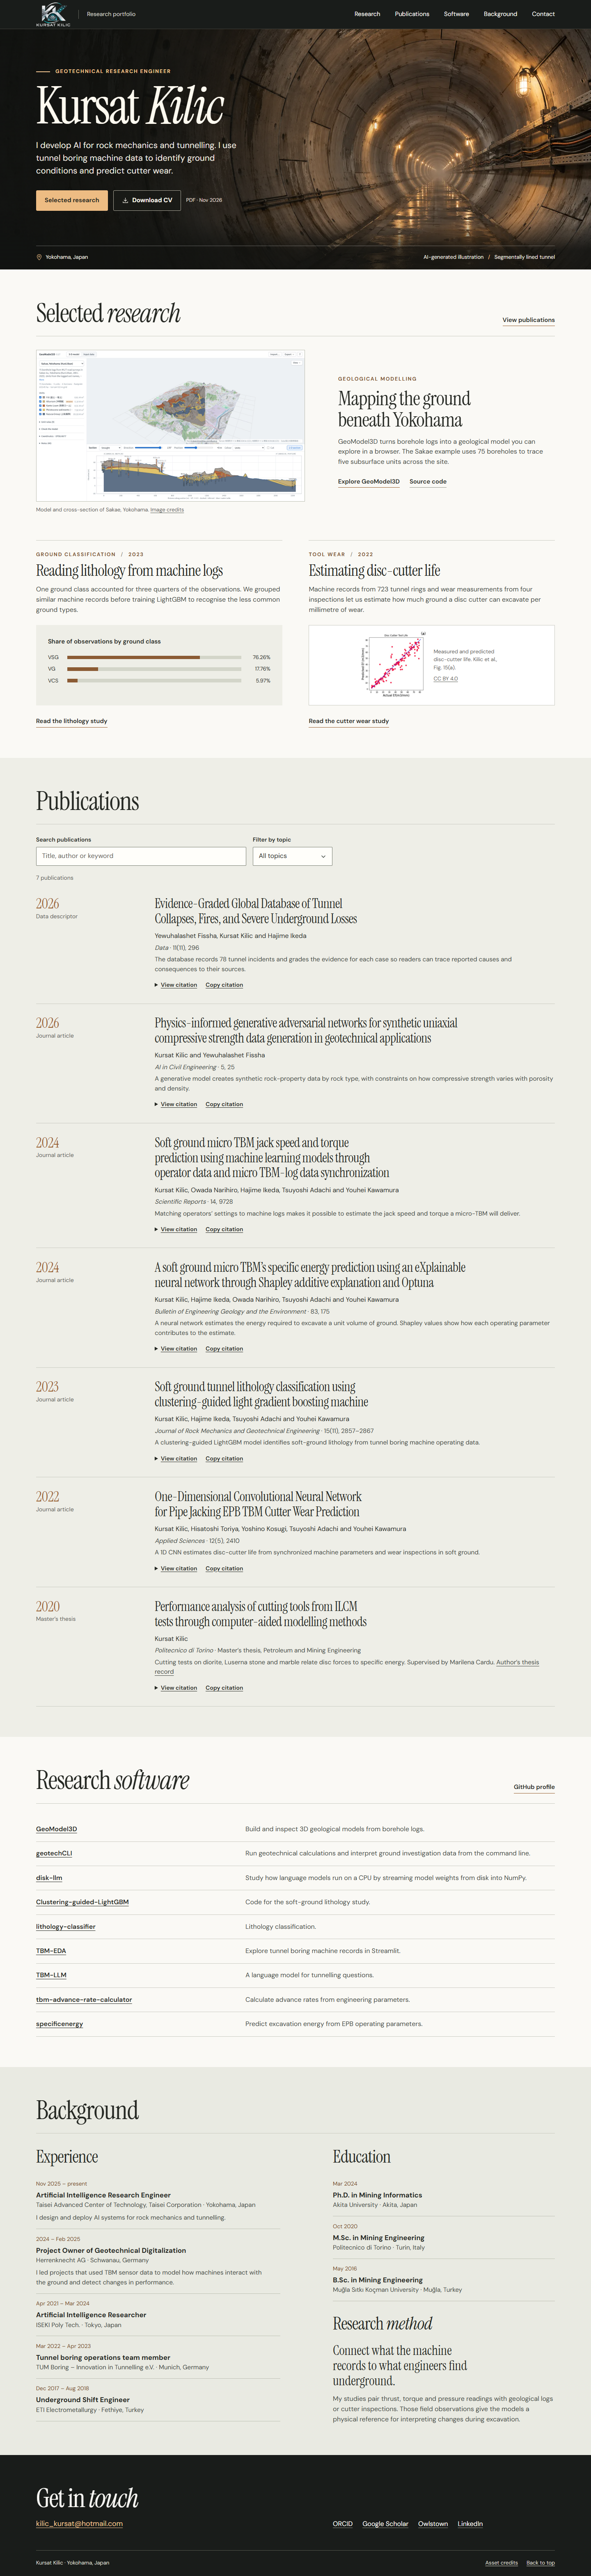 KURSAT KILIC
Research portfolio
Research
Publications
Software
Background
Contact
GEOTECHNICAL RESEARCH ENGINEER
Kursat Kilic
I develop AI for rock mechanics and tunnelling. I use
tunnel boring machine data to identify ground
conditions and predict cutter wear.
Selected research
Download CV
PDF · Nov 2026
Yokohama, Japan
AI-generated illustration / Segmentally lined tunnel
Selected research
View publications
GEOLOGICAL MODELLING
Mapping the ground
beneath Yokohama
GeoModel3D turns borehole logs into a geological model you can
explore in a browser. The Sakae example uses 75 boreholes to trace
five subsurface units across the site.
Explore GeoModel3D
Source code
Model and cross-section of Sakae, Yokohama. Image credits
GROUND CLASSIFICATION / 2023
Reading lithology from machine logs
One ground class accounted for three quarters of the observations. We grouped
similar machine records before training LightGBM to recognise the less common
ground types.
Share of observations by ground class
VSG 76.26%
VG 17.76%
VCS 5.97%
Read the lithology study
TOOL WEAR / 2022
Estimating disc-cutter life
Machine records from 723 tunnel rings and wear measurements from four
inspections let us estimate how much ground a disc cutter can excavate per
millimetre of wear.
Measured and predicted
disc-cutter life. Kilic et al.,
Fig. 15(a).
CC BY 4.0
Read the cutter wear study
Publications
Search publications
Title, author or keyword
Filter by topic
All topics
7 publications
2026
Data descriptor
Evidence-Graded Global Database of Tunnel
Collapses, Fires, and Severe Underground Losses
Yewuhalashet Fissha, Kursat Kilic and Hajime Ikeda
Data · 11(11), 296
The database records 78 tunnel incidents and grades the evidence for each case so readers can trace reported causes and
consequences to their sources.
View citation
Copy citation
2026
Journal article
Physics-informed generative adversarial networks for synthetic uniaxial
compressive strength data generation in geotechnical applications
Kursat Kilic and Yewuhalashet Fissha
AI in Civil Engineering · 5, 25
A generative model creates synthetic rock-property data by rock type, with constraints on how compressive strength varies with porosity
and density.
View citation
Copy citation
2024
Journal article
Soft ground micro TBM jack speed and torque
prediction using machine learning models through
operator data and micro TBM-log data synchronization
Kursat Kilic, Owada Narihiro, Hajime Ikeda, Tsuyoshi Adachi and Youhei Kawamura
Scientific Reports · 14, 9728
Matching operators' settings to machine logs makes it possible to estimate the jack speed and torque a micro-TBM will deliver.
View citation
Copy citation
2024
Journal article
A soft ground micro TBM's specific energy prediction using an eXplainable
neural network through Shapley additive explanation and Optuna
Kursat Kilic, Hajime Ikeda, Owada Narihiro, Tsuyoshi Adachi and Youhei Kawamura
Bulletin of Engineering Geology and the Environment · 83, 175
A neural network estimates the energy required to excavate a unit volume of ground. Shapley values show how each operating parameter
contributes to the estimate.
View citation
Copy citation
2023
Journal article
Soft ground tunnel lithology classification using
clustering-guided light gradient boosting machine
Kursat Kilic, Hajime Ikeda, Tsuyoshi Adachi and Youhei Kawamura
Journal of Rock Mechanics and Geotechnical Engineering · 15(11), 2857–2867
A clustering-guided LightGBM model identifies soft-ground lithology from tunnel boring machine operating data.
View citation
Copy citation
2022
Journal article
One-Dimensional Convolutional Neural Network
for Pipe Jacking EPB TBM Cutter Wear Prediction
Kursat Kilic, Hisatoshi Toriya, Yoshino Kosugi, Tsuyoshi Adachi and Youhei Kawamura
Applied Sciences · 12(5), 2410
A 1D CNN estimates disc-cutter life from synchronized machine parameters and wear inspections in soft ground.
View citation
Copy citation
2020
Master's thesis
Performance analysis of cutting tools from ILCM
tests through computer-aided modelling methods
Kursat Kilic
Politecnico di Torino · Master's thesis, Petroleum and Mining Engineering
Cutting tests on diorite, Luserna stone and marble relate disc forces to specific energy. Supervised by Marilena Cardu. Author's thesis
record
View citation
Copy citation
Research software
GitHub profile
GeoModel3D
Build and inspect 3D geological models from borehole logs.
geotechCLI
Run geotechnical calculations and interpret ground investigation data from the command line.
disk-llm
Study how language models run on a CPU by streaming model weights from disk into NumPy.
Clustering-guided-LightGBM
Code for the soft-ground lithology study.
lithology-classifier
Lithology classification.
TBM-EDA
Explore tunnel boring machine records in Streamlit.
TBM-LLM
A language model for tunnelling questions.
tbm-advance-rate-calculator
Calculate advance rates from engineering parameters.
specificenergy
Predict excavation energy from EPB operating parameters.
Background
Experience
Nov 2025 – present
Artificial Intelligence Research Engineer
Taisei Advanced Center of Technology, Taisei Corporation · Yokohama, Japan
I design and deploy AI systems for rock mechanics and tunnelling.
2024 – Feb 2025
Project Owner of Geotechnical Digitalization
Herrenknecht AG · Schwanau, Germany
I led projects that used TBM sensor data to model how machines interact with
the ground and detect changes in performance.
Apr 2021 – Mar 2024
Artificial Intelligence Researcher
ISEKI Poly Tech. · Tokyo, Japan
Mar 2022 – Apr 2023
Tunnel boring operations team member
TUM Boring – Innovation in Tunnelling e.V. · Munich, Germany
Dec 2017 – Aug 2018
Underground Shift Engineer
ETI Electrometallurgy · Fethiye, Turkey
Education
Mar 2024
Ph.D. in Mining Informatics
Akita University · Akita, Japan
Oct 2020
M.Sc. in Mining Engineering
Politecnico di Torino · Turin, Italy
May 2016
B.Sc. in Mining Engineering
Muğla Sıtkı Koçman University · Muğla, Turkey
Research method
Connect what the machine
records to what engineers find
underground.
My studies pair thrust, torque and pressure readings with geological logs
or cutter inspections. Those field observations give the models a
physical reference for interpreting changes during excavation.
Get in touch
kilic_kursat@hotmail.com
ORCID
Google Scholar
Owlstown
LinkedIn
Kursat Kilic · Yokohama, Japan
Asset credits
Back to top